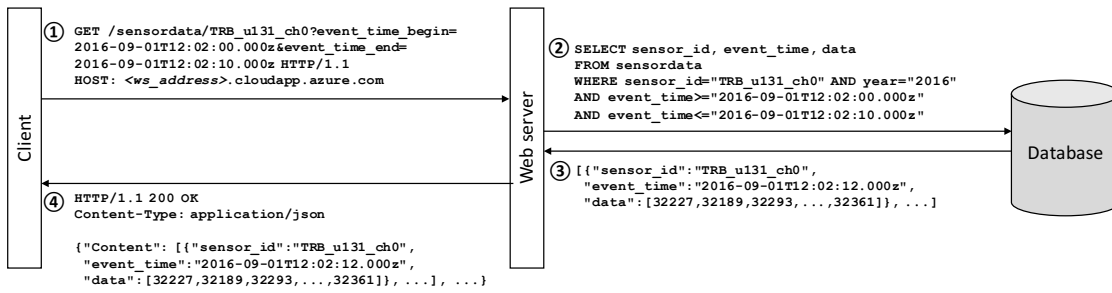 Client
① GET /sensordata/TRB_u131_ch0?event_time_begin=
2016-09-01T12:02:00.000z&event_time_end=
2016-09-01T12:02:10.000z HTTP/1.1
HOST: <ws_address>.cloudapp.azure.com
Web server
② SELECT sensor_id, event_time, data
FROM sensordata
WHERE sensor_id="TRB_u131_ch0" AND year="2016"
AND event_time>="2016-09-01T12:02:00.000z"
AND event_time<="2016-09-01T12:02:10.000z"
Database
③ [{"sensor_id":"TRB_u131_ch0",
"event_time":"2016-09-01T12:02:12.000z",
"data":[32227,32189,32293,...,32361]}, ...]
④ HTTP/1.1 200 OK
Content-Type: application/json
{"Content": [{"sensor_id":"TRB_u131_ch0",
"event_time":"2016-09-01T12:02:12.000z",
"data":[32227,32189,32293,...,32361]}, ...], ...}